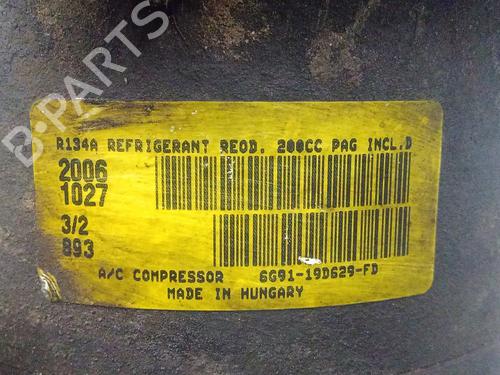 B-PARTS
R134A REFRIGERANT REQD. 200CC PAG INCL.D
2006
1027
3/2
893
A/C COMPRESSOR 6G91-19D629-FD
MADE IN HUNGARY